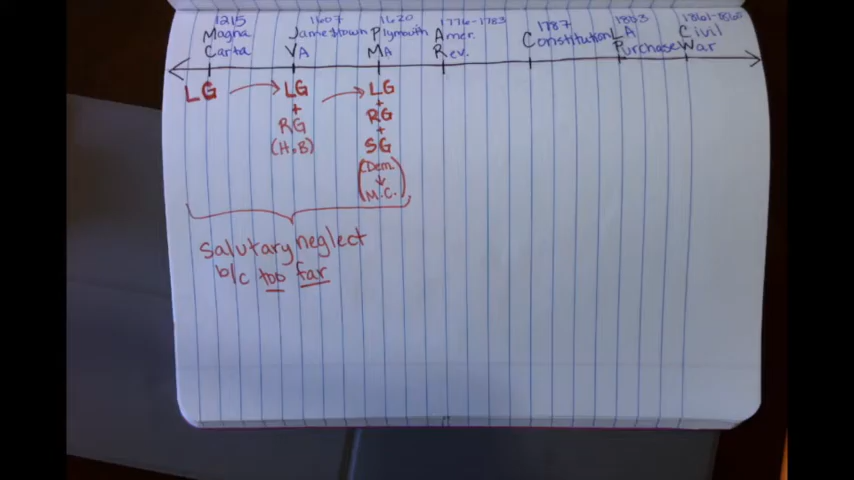 1215
Magna
Carta
1607
Jamestown
VA
1620
Plymouth
MA
1776-1783
Amer.
Rev.
1787
Constitution
1803
LA
Purchase
1861-1865
Civil
War
LG
LG
+
RG
(H.B)
LG
+
RG
+
SG
(Dem.
↓
M.C.)
salutary neglect
b/c too far